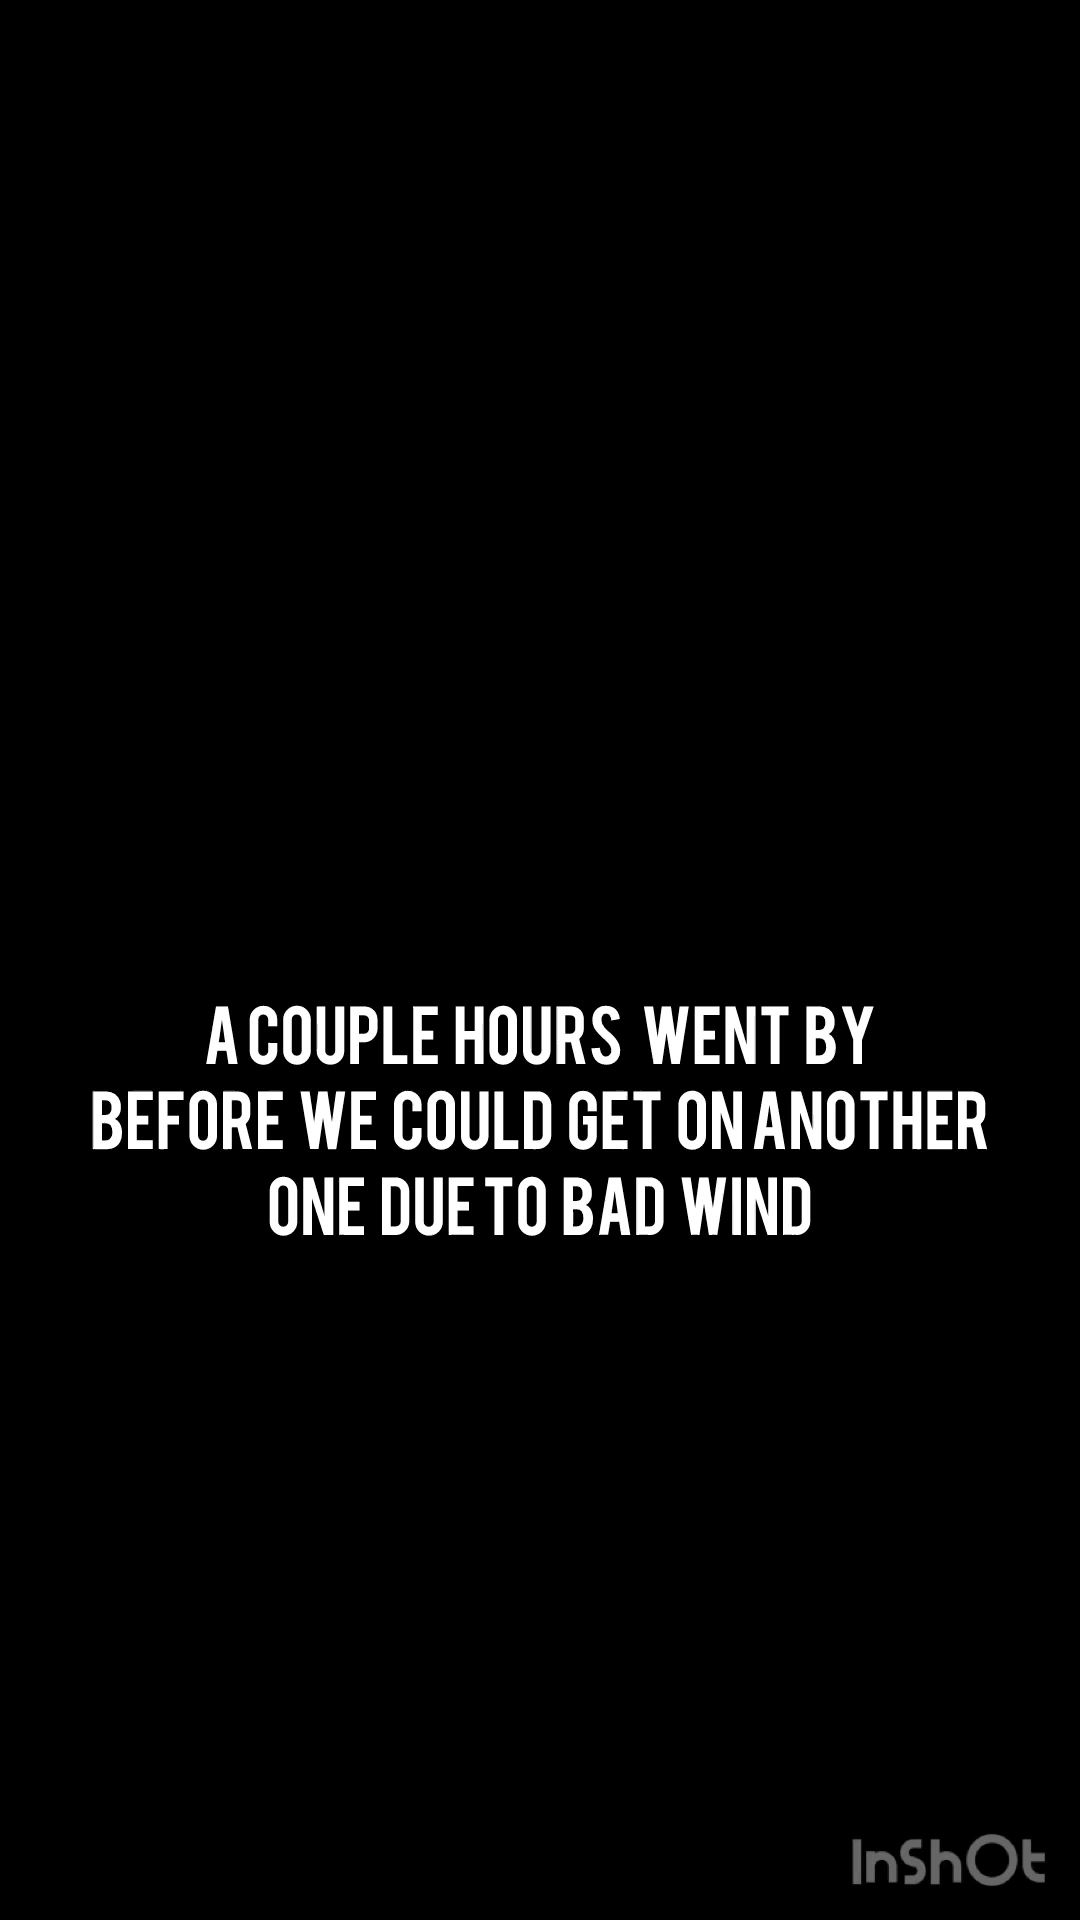 A COUPLE HOURS WENT BY
BEFORE WE COULD GET ON ANOTHER
ONE DUE TO BAD WIND
InShOt